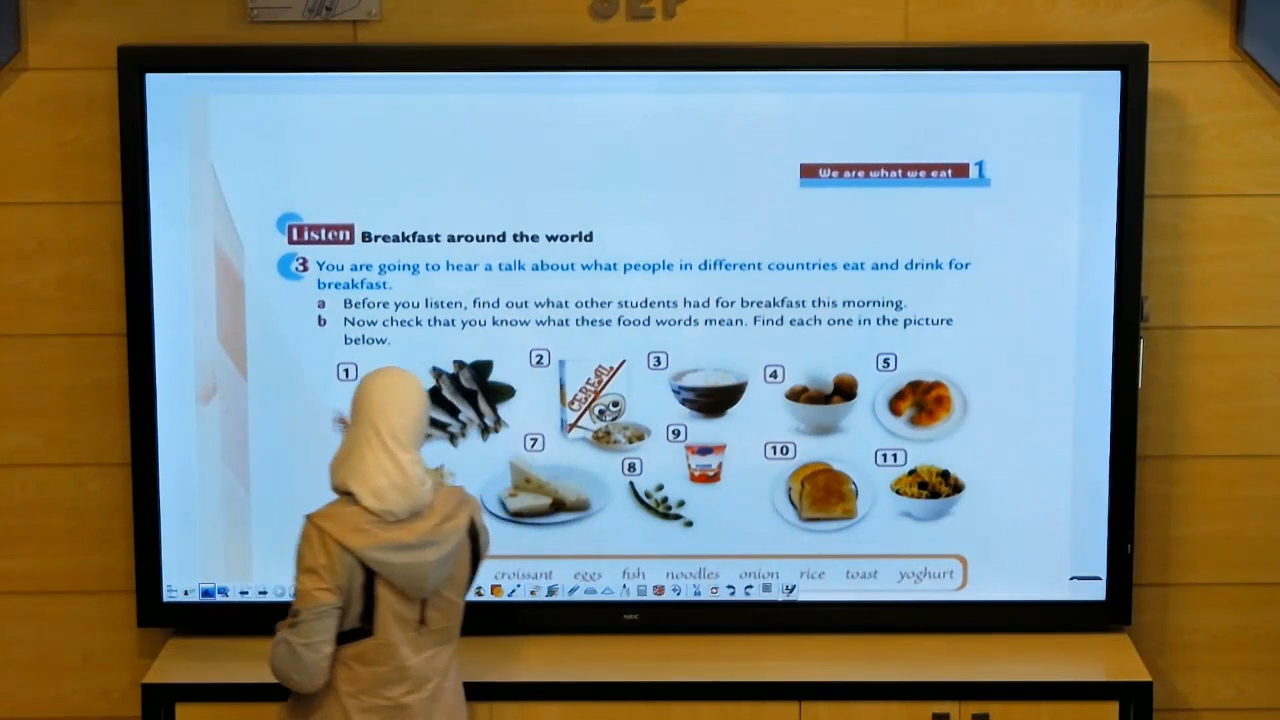 SEF
We are what we eat 1
Listen Breakfast around the world
3 You are going to hear a talk about what people in different countries eat and drink for
breakfast.
a Before you listen, find out what other students had for breakfast this morning.
b Now check that you know what these food words mean. Find each one in the picture
below.
1 2 3 4 5
CEREAL
7 8 9 10 11
croissant eggs fish noodles onion rice toast yoghurt
NEC